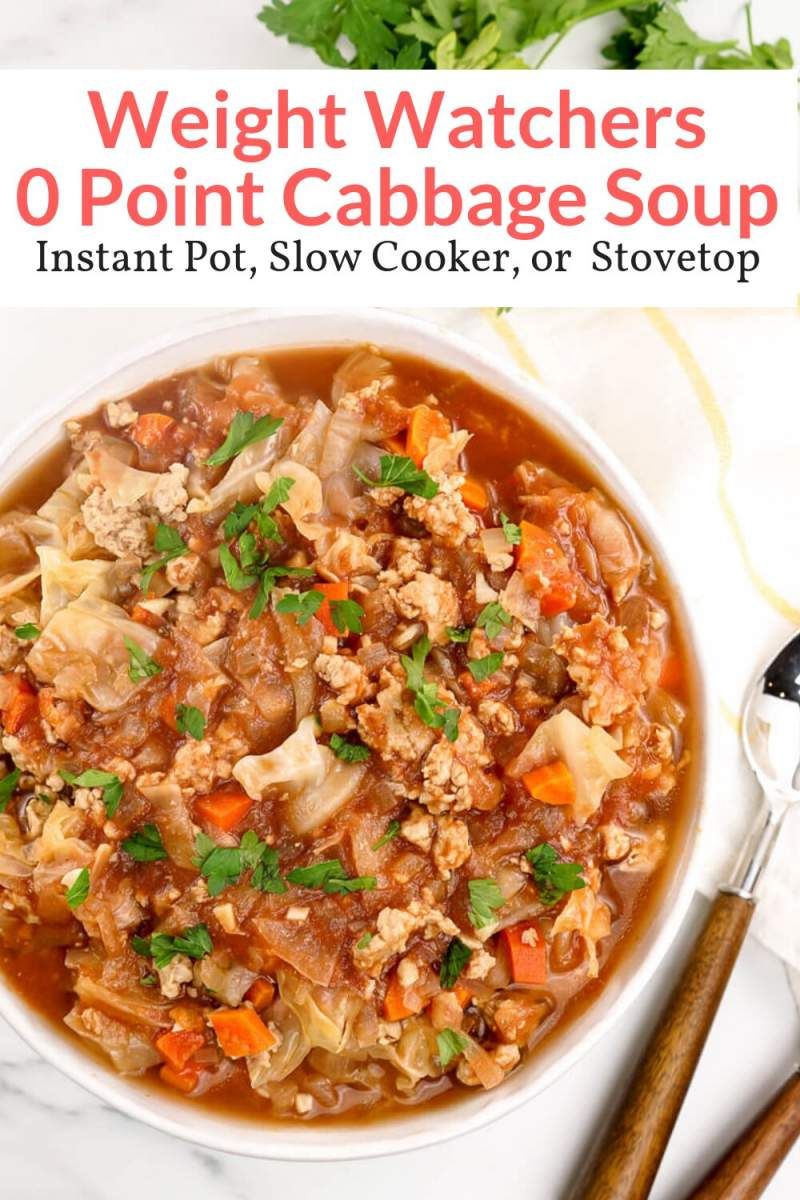 Weight Watchers
0 Point Cabbage Soup
Instant Pot, Slow Cooker, or Stovetop